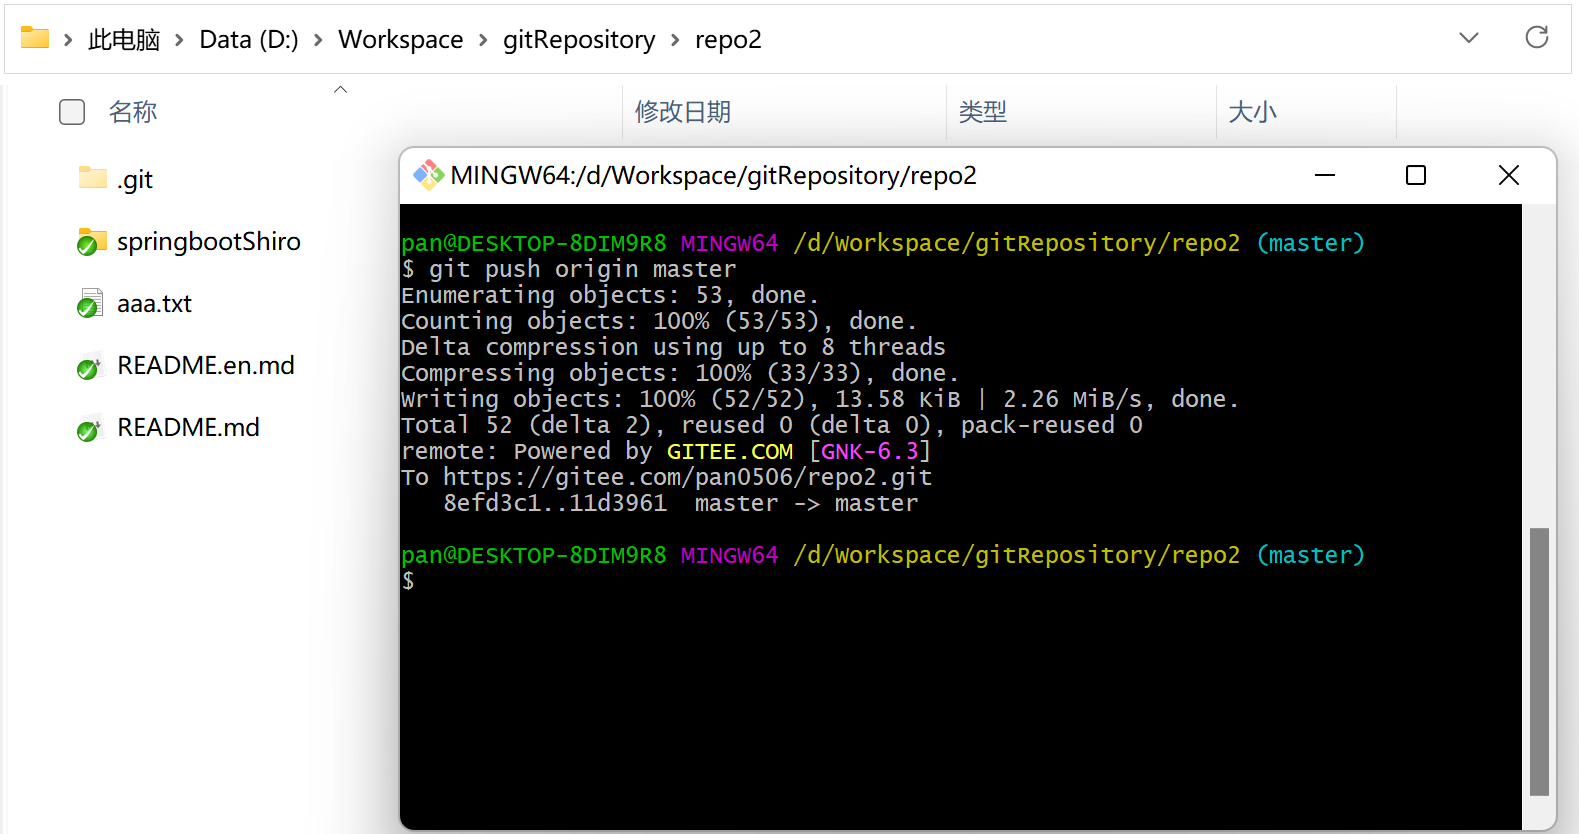 此电脑 > Data (D:) > Workspace > gitRepository > repo2
名称 修改日期 类型 大小
.git
springbootShiro
aaa.txt
README.en.md
README.md
MINGW64:/d/Workspace/gitRepository/repo2
pan@DESKTOP-8DIM9R8 MINGW64 /d/Workspace/gitRepository/repo2 (master)
$ git push origin master
Enumerating objects: 53, done.
Counting objects: 100% (53/53), done.
Delta compression using up to 8 threads
Compressing objects: 100% (33/33), done.
Writing objects: 100% (52/52), 13.58 KiB | 2.26 MiB/s, done.
Total 52 (delta 2), reused 0 (delta 0), pack-reused 0
remote: Powered by GITEE.COM [GNK-6.3]
To https://gitee.com/pan0506/repo2.git
   8efd3c1..11d3961  master -> master
pan@DESKTOP-8DIM9R8 MINGW64 /d/Workspace/gitRepository/repo2 (master)
$